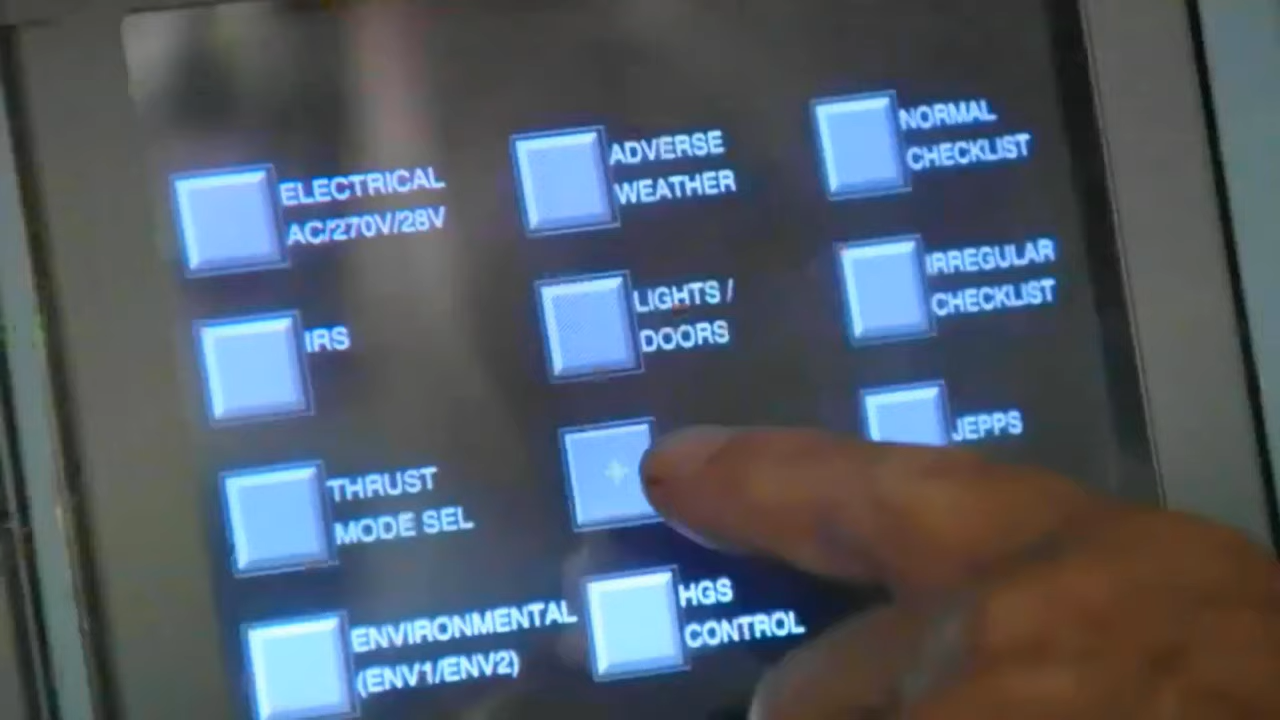 ELECTRICAL
AC/270V/28V
IRS
THRUST
MODE SEL
ENVIRONMENTAL
(ENV1/ENV2)
ADVERSE
WEATHER
LIGHTS /
DOORS
HGS
CONTROL
NORMAL
CHECKLIST
IRREGULAR
CHECKLIST
JEPPS